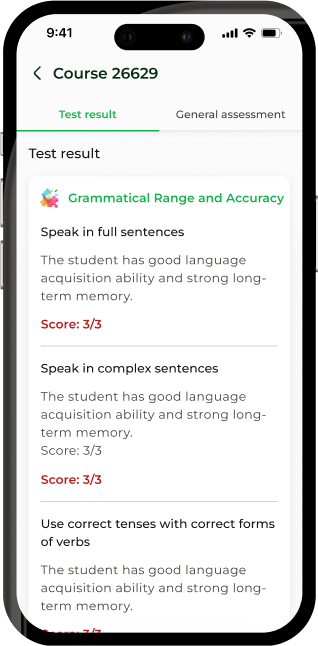 9:41
Course 26629
Test result
General assessment
Test result
Grammatical Range and Accuracy
Speak in full sentences
The student has good language
acquisition ability and strong long-
term memory.
Score: 3/3
Speak in complex sentences
The student has good language
acquisition ability and strong long-
term memory.
Score: 3/3
Score: 3/3
Use correct tenses with correct forms
of verbs
The student has good language
acquisition ability and strong long-
term memory.
Score: 3/3